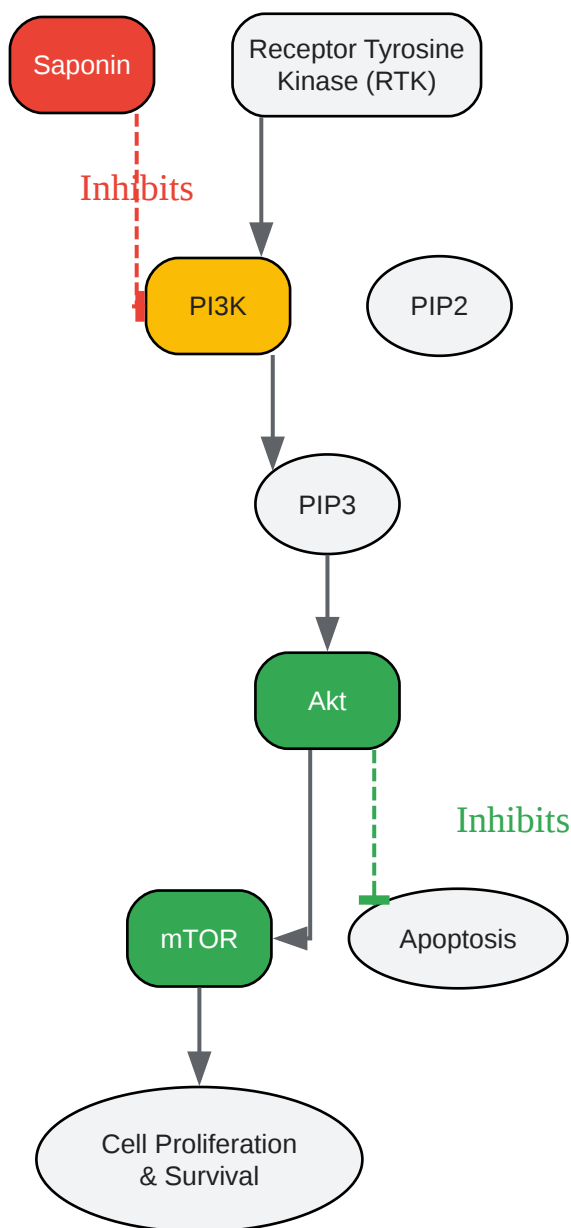 Saponin
Receptor Tyrosine
Kinase (RTK)
Inhibits
PI3K
PIP2
PIP3
Akt
Inhibits
mTOR
Apoptosis
Cell Proliferation
& Survival